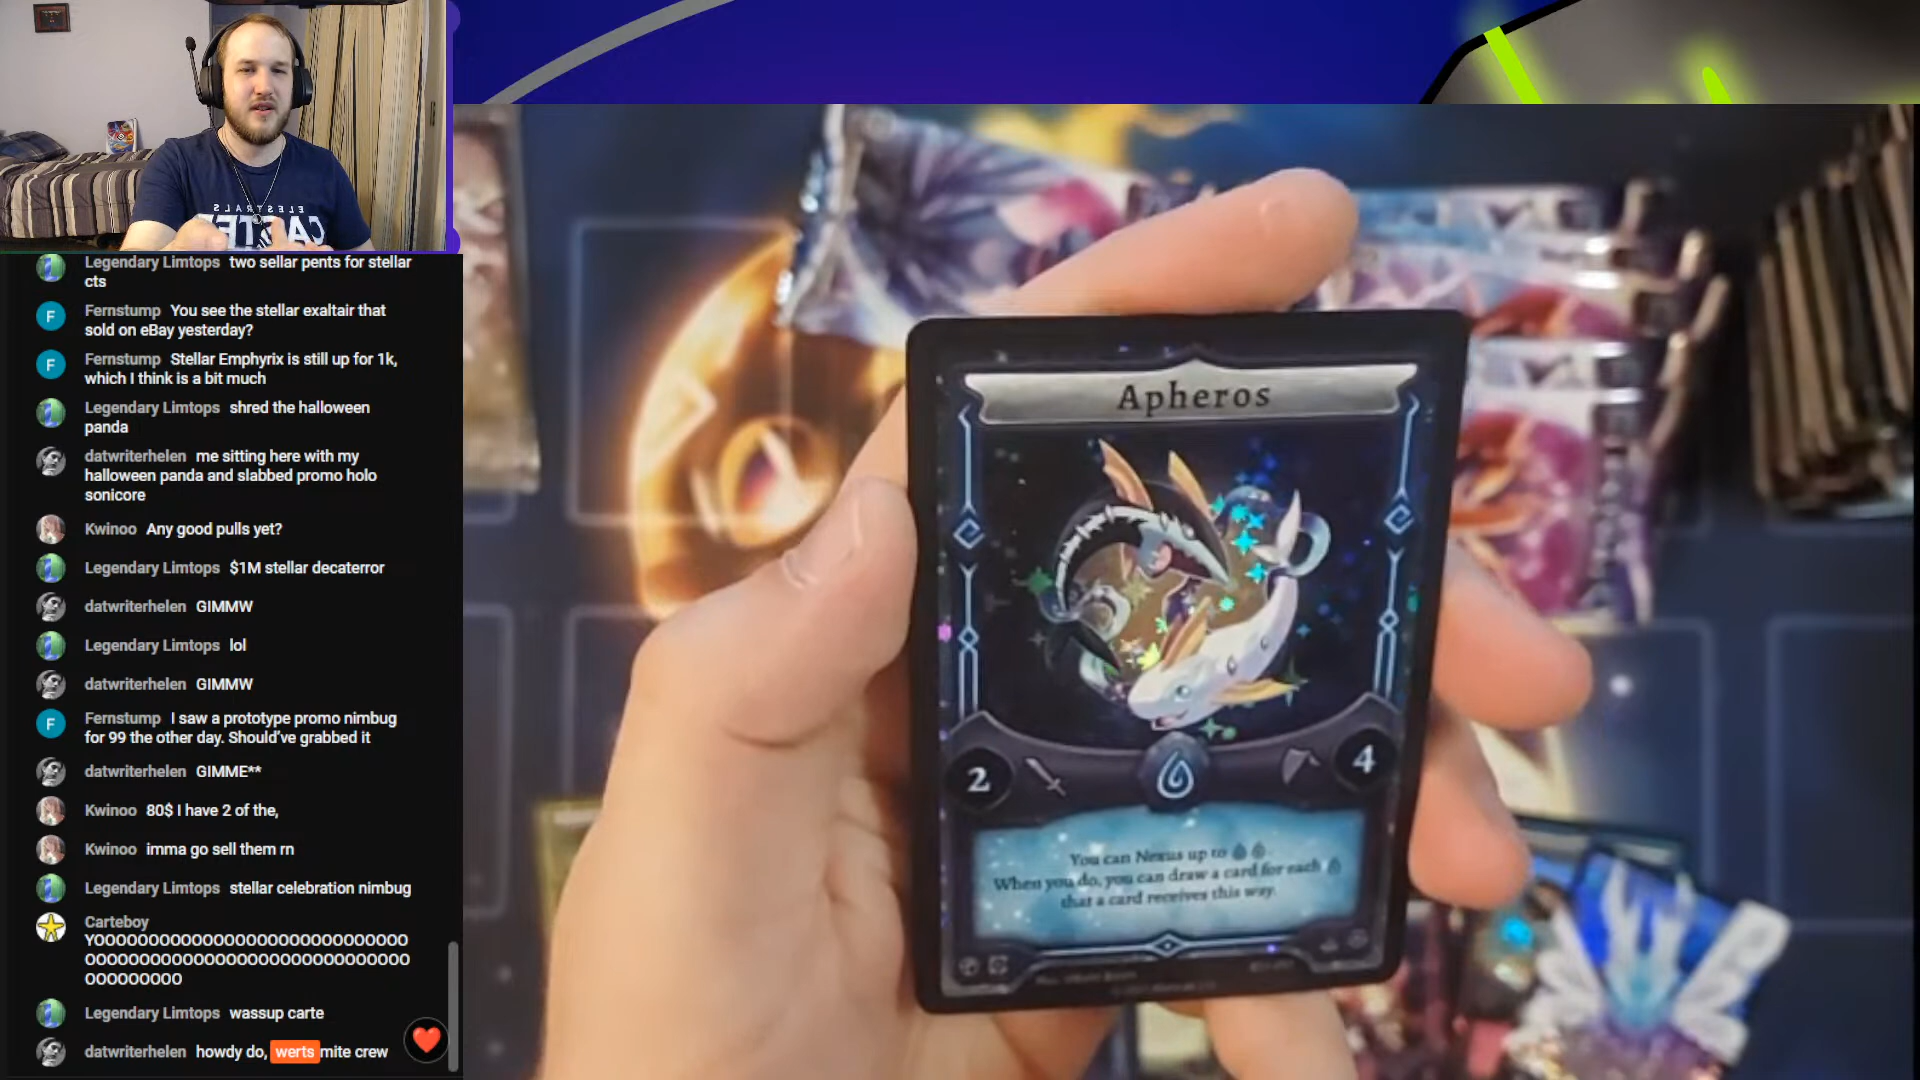 ELESTRALS
CASTE
Legendary Limtops two sellar pents for stellar
cts
F
Fernstump You see the stellar exaltair that
sold on eBay yesterday?
F
Fernstump Stellar Emphyrix is still up for 1k,
which I think is a bit much
Legendary Limtops shred the halloween
panda
datwriterhelen me sitting here with my
halloween panda and slabbed promo holo
sonicore
Kwinoo Any good pulls yet?
Legendary Limtops $1M stellar decaterror
datwriterhelen GIMMW
Legendary Limtops lol
datwriterhelen GIMMW
F
Fernstump I saw a prototype promo nimbug
for 99 the other day. Should've grabbed it
datwriterhelen GIMME**
Kwinoo 80$ I have 2 of the,
Kwinoo imma go sell them rn
Legendary Limtops stellar celebration nimbug
Carteboy
YOOOOOOOOOOOOOOOOOOOOOOOOOOOO
OOOOOOOOOOOOOOOOOOOOOOOOOOOOO
OOOOOOOOO
Legendary Limtops wassup carte
datwriterhelen howdy do, werts mite crew
Apheros
2
4
You can Nexus up to
When you do, you can draw a card for each
that a card receives this way.